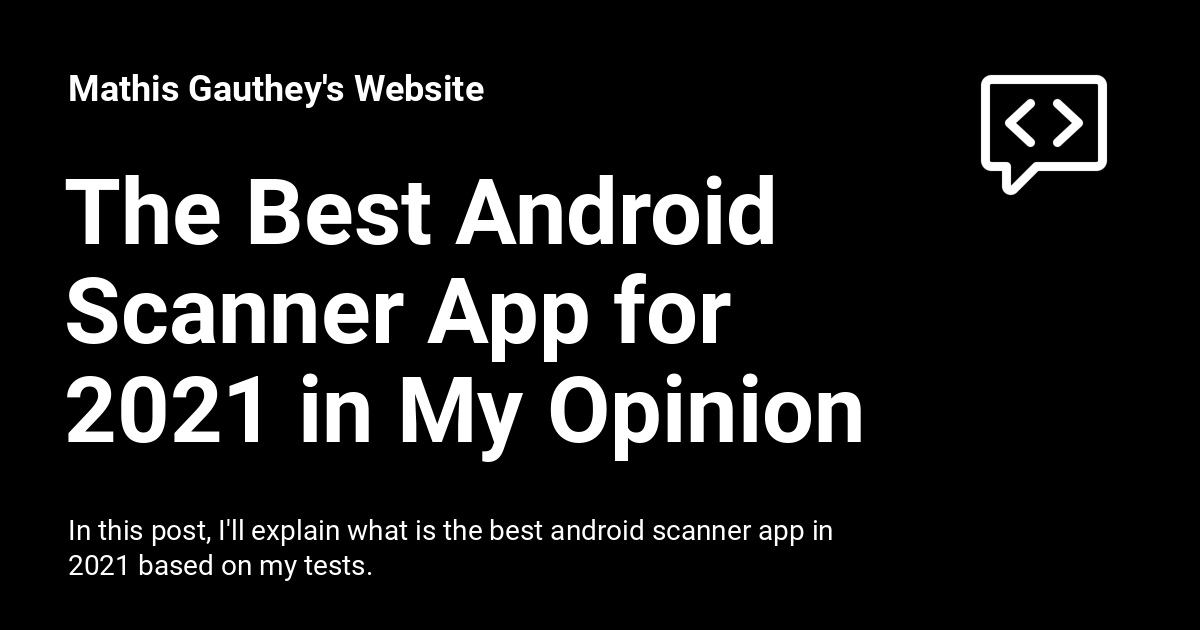 Mathis Gauthey's Website
The Best Android
Scanner App for
2021 in My Opinion
In this post, I'll explain what is the best android scanner app in
2021 based on my tests.